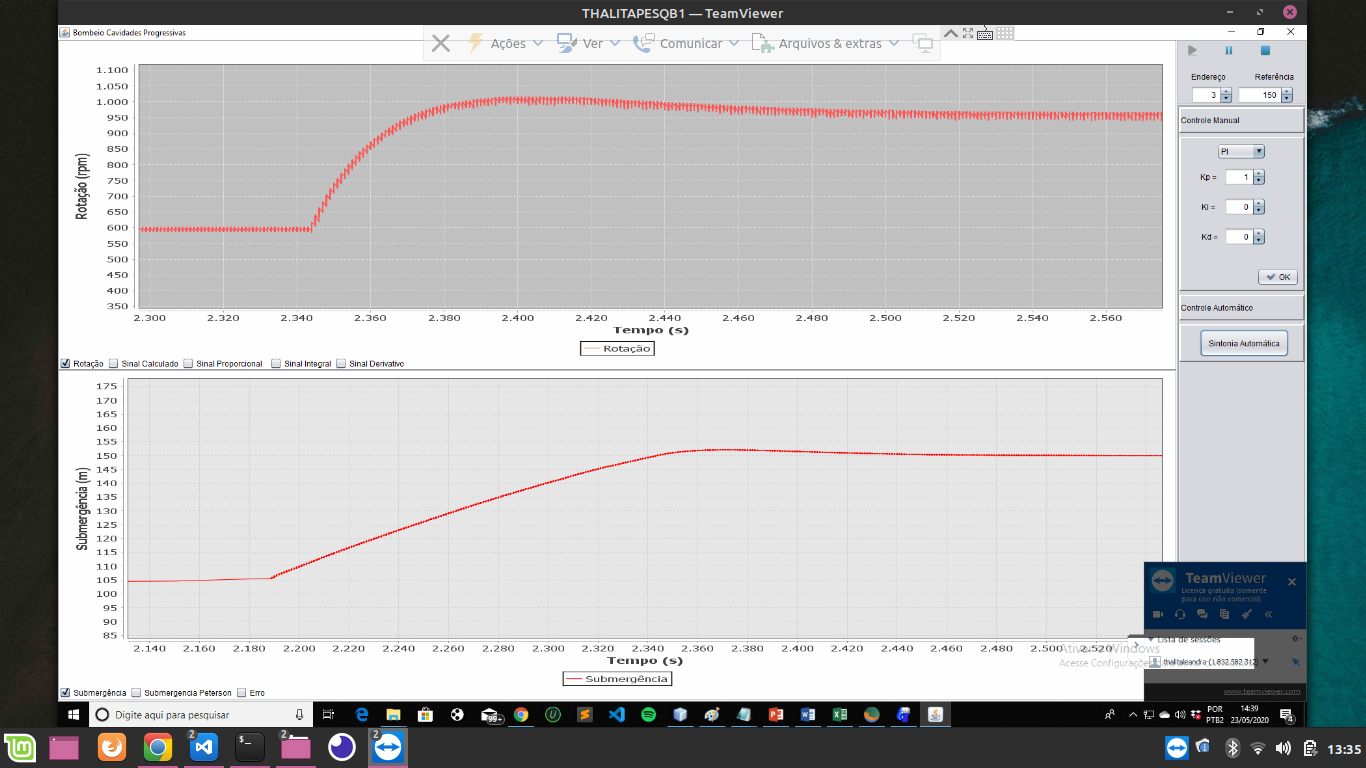 THALITAPESQB1 — TeamViewer
Bombeio Cavidades Progressivas
Ações
Ver
Comunicar
Arquivos & extras
Endereço
Referência
3
150
Controle Manual
PI
Kp = 1
Ki = 0
Kd = 0
OK
Controle Automático
Sintonia Automática
Rotação (rpm)
1.100
1.050
1.000
950
900
850
800
750
700
650
600
550
500
450
400
350
2.300 2.320 2.340 2.360 2.380 2.400 2.420 2.440 2.460 2.480 2.500 2.520 2.540 2.560
Tempo (s)
Rotação
Rotação Sinal Calculado Sinal Proporcional Sinal Integral Sinal Derivativo
Submergência (m)
175
170
165
160
155
150
145
140
135
130
125
120
115
110
105
100
95
90
85
2.140 2.160 2.180 2.200 2.220 2.240 2.260 2.280 2.300 2.320 2.340 2.360 2.380 2.400 2.420 2.440 2.460 2.480 2.500 2.520
Tempo (s)
Submergência
Submergência Submergencia Peterson Erro
TeamViewer
Licença gratuita (somente
para uso não comercial)
Lista de sessões
thalitaleandra (1.832.582.312)
www.teamviewer.com
Windows
Acesse Configurações
Digite aqui para pesquisar
99+
POR
PTB2
14:39
23/05/2020
4
2
2
2
13:35